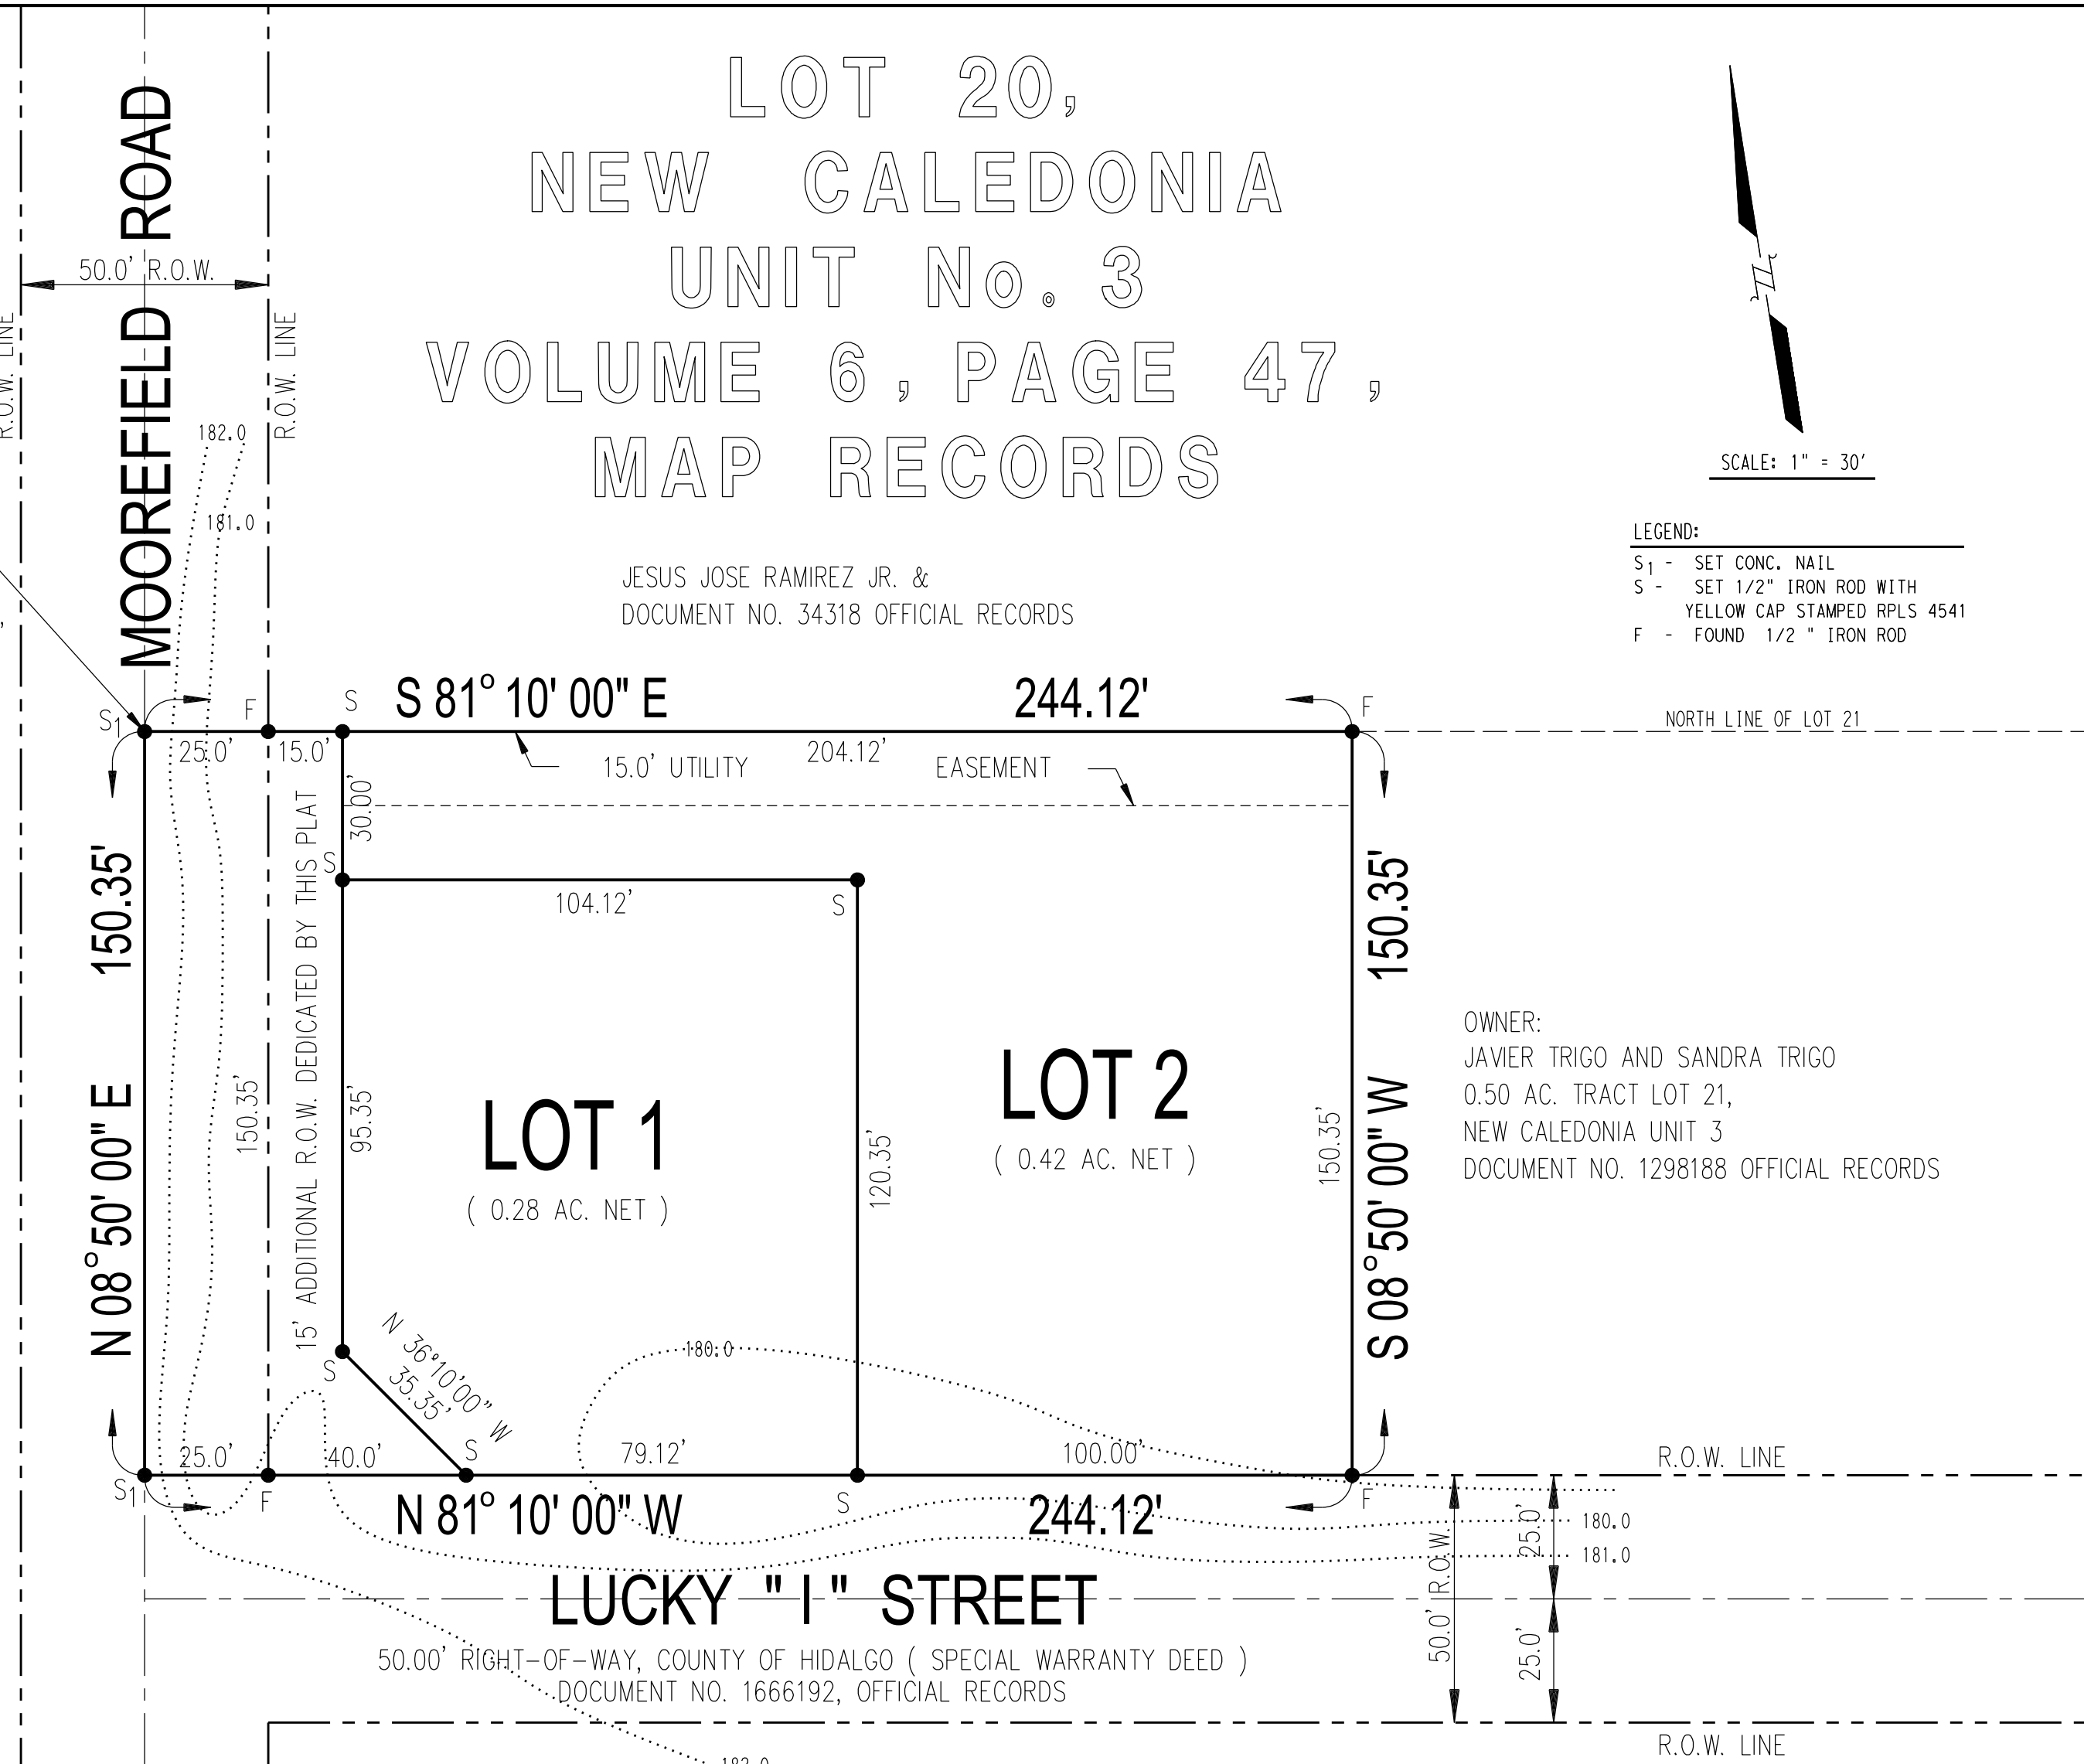 LOT 20,
NEW CALEDONIA
UNIT No. 3
VOLUME 6, PAGE 47,
MAP RECORDS
MOOREFIELD ROAD
50.0' R.O.W.
R.O.W. LINE
R.O.W. LINE
182.0
181.0
SCALE: 1" = 30'
LEGEND:
S1 - SET CONC. NAIL
S - SET 1/2" IRON ROD WITH
YELLOW CAP STAMPED RPLS 4541
F - FOUND 1/2 " IRON ROD
JESUS JOSE RAMIREZ JR. &
DOCUMENT NO. 34318 OFFICIAL RECORDS
S 81° 10' 00" E 244.12'
S1
F
S
F
NORTH LINE OF LOT 21
25.0'
15.0'
204.12'
15.0' UTILITY EASEMENT
30.00'
S
104.12'
S
N 08° 50' 00" E 150.35'
150.35'
15' ADDITIONAL R.O.W. DEDICATED BY THIS PLAT
95.35'
LOT 1
( 0.28 AC. NET )
120.35'
LOT 2
( 0.42 AC. NET )
150.35'
S 08° 50' 00" W 150.35'
OWNER:
JAVIER TRIGO AND SANDRA TRIGO
0.50 AC. TRACT LOT 21,
NEW CALEDONIA UNIT 3
DOCUMENT NO. 1298188 OFFICIAL RECORDS
180.0
S
N 36°10'00" W
35.35'
S
25.0'
40.0'
79.12'
100.00'
R.O.W. LINE
S1
F
S
F
N 81° 10' 00" W 244.12'
180.0
181.0
50.0' R.O.W.
25.0'
25.0'
LUCKY "I" STREET
50.00' RIGHT-OF-WAY, COUNTY OF HIDALGO ( SPECIAL WARRANTY DEED )
DOCUMENT NO. 1666192, OFFICIAL RECORDS
R.O.W. LINE